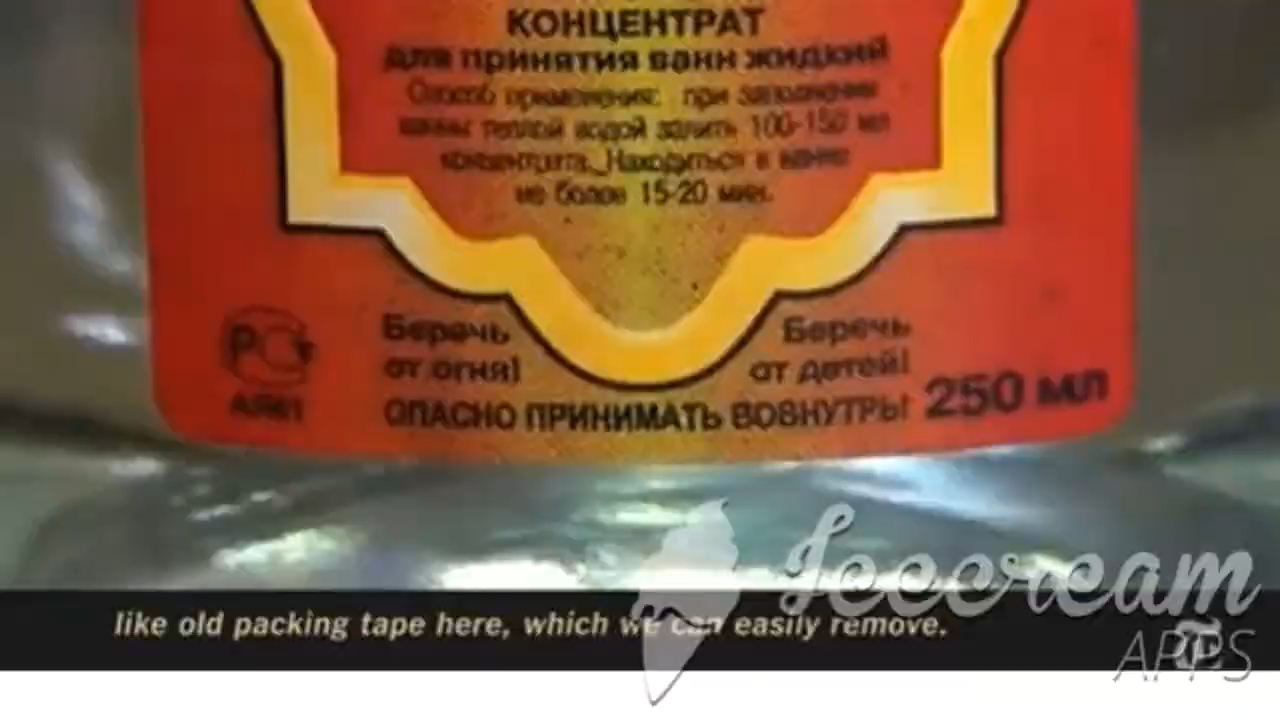 КОНЦЕНТРАТ
для принятия ванн жидкий
Способ применения: при заполнении
ванны теплой водой залить 100-150 мл
концентрата. Находиться в ванне
не более 15-20 мин.
Беречь
от огня!
Беречь
от детей!
РСТ
ОПАСНО ПРИНИМАТЬ ВОВНУТРЬ!
250 мл
like old packing tape here, which we can easily remove.
Icecream
APPS